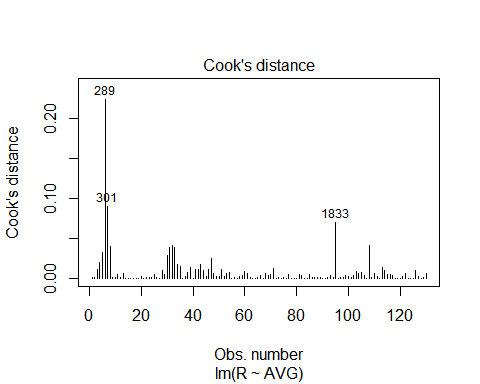 Cook's distance
289
301
1833
0.20
0.10
0.00
Cook's distance
0 20 40 60 80 100 120
Obs. number
lm(R ~ AVG)